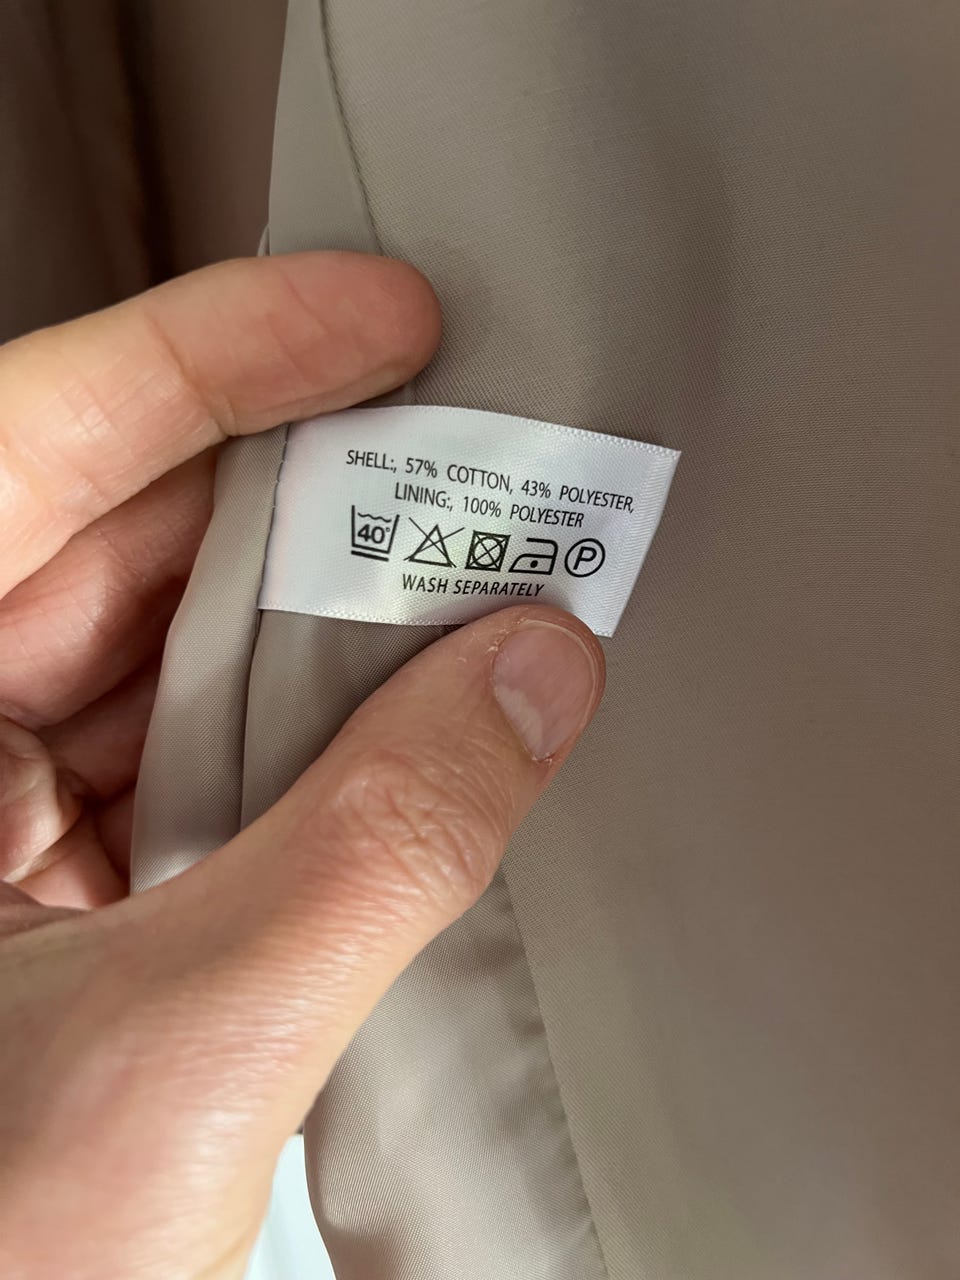 SHELL:, 57% COTTON, 43% POLYESTER,
LINING:, 100% POLYESTER
40° P
WASH SEPARATELY